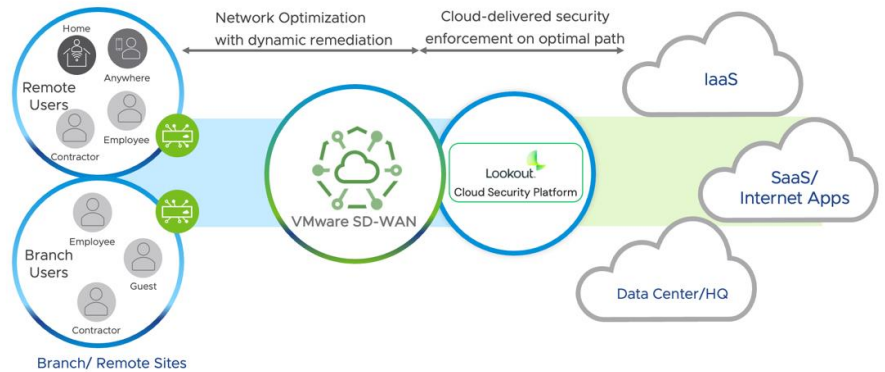 Network Optimization
with dynamic remediation
Cloud-delivered security
enforcement on optimal path
Home
Anywhere
Remote
Users
Contractor
Employee
Employee
Branch
Users
Guest
Contractor
Branch/ Remote Sites
VMware SD-WAN
Lookout
Cloud Security Platform
IaaS
SaaS/
Internet Apps
Data Center/HQ